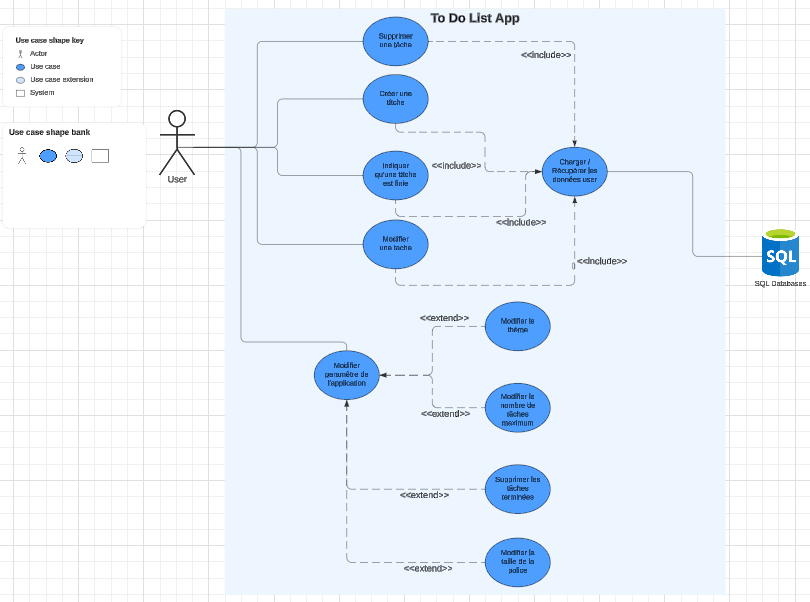 To Do List App
Use case shape key
Actor
Use case
Use case extension
System
Use case shape bank
User
Supprimer
une tâche
<<include>>
Créer une
tâtche
<<include>>
Indiquer
qu'une tâche
est finie
<<include>>
Charger /
Récupérer les
données user
Modifier
une tache
<<include>>
SQL
SQL Databases
<<extend>>
Modifier le
thème
Modifier
paramètre de
l'application
<<extend>>
Modifier le
nombre de
tâches
maximum
Supprimer les
tâches
terminées
<<extend>>
Modifier la
taille de la
police
<<extend>>